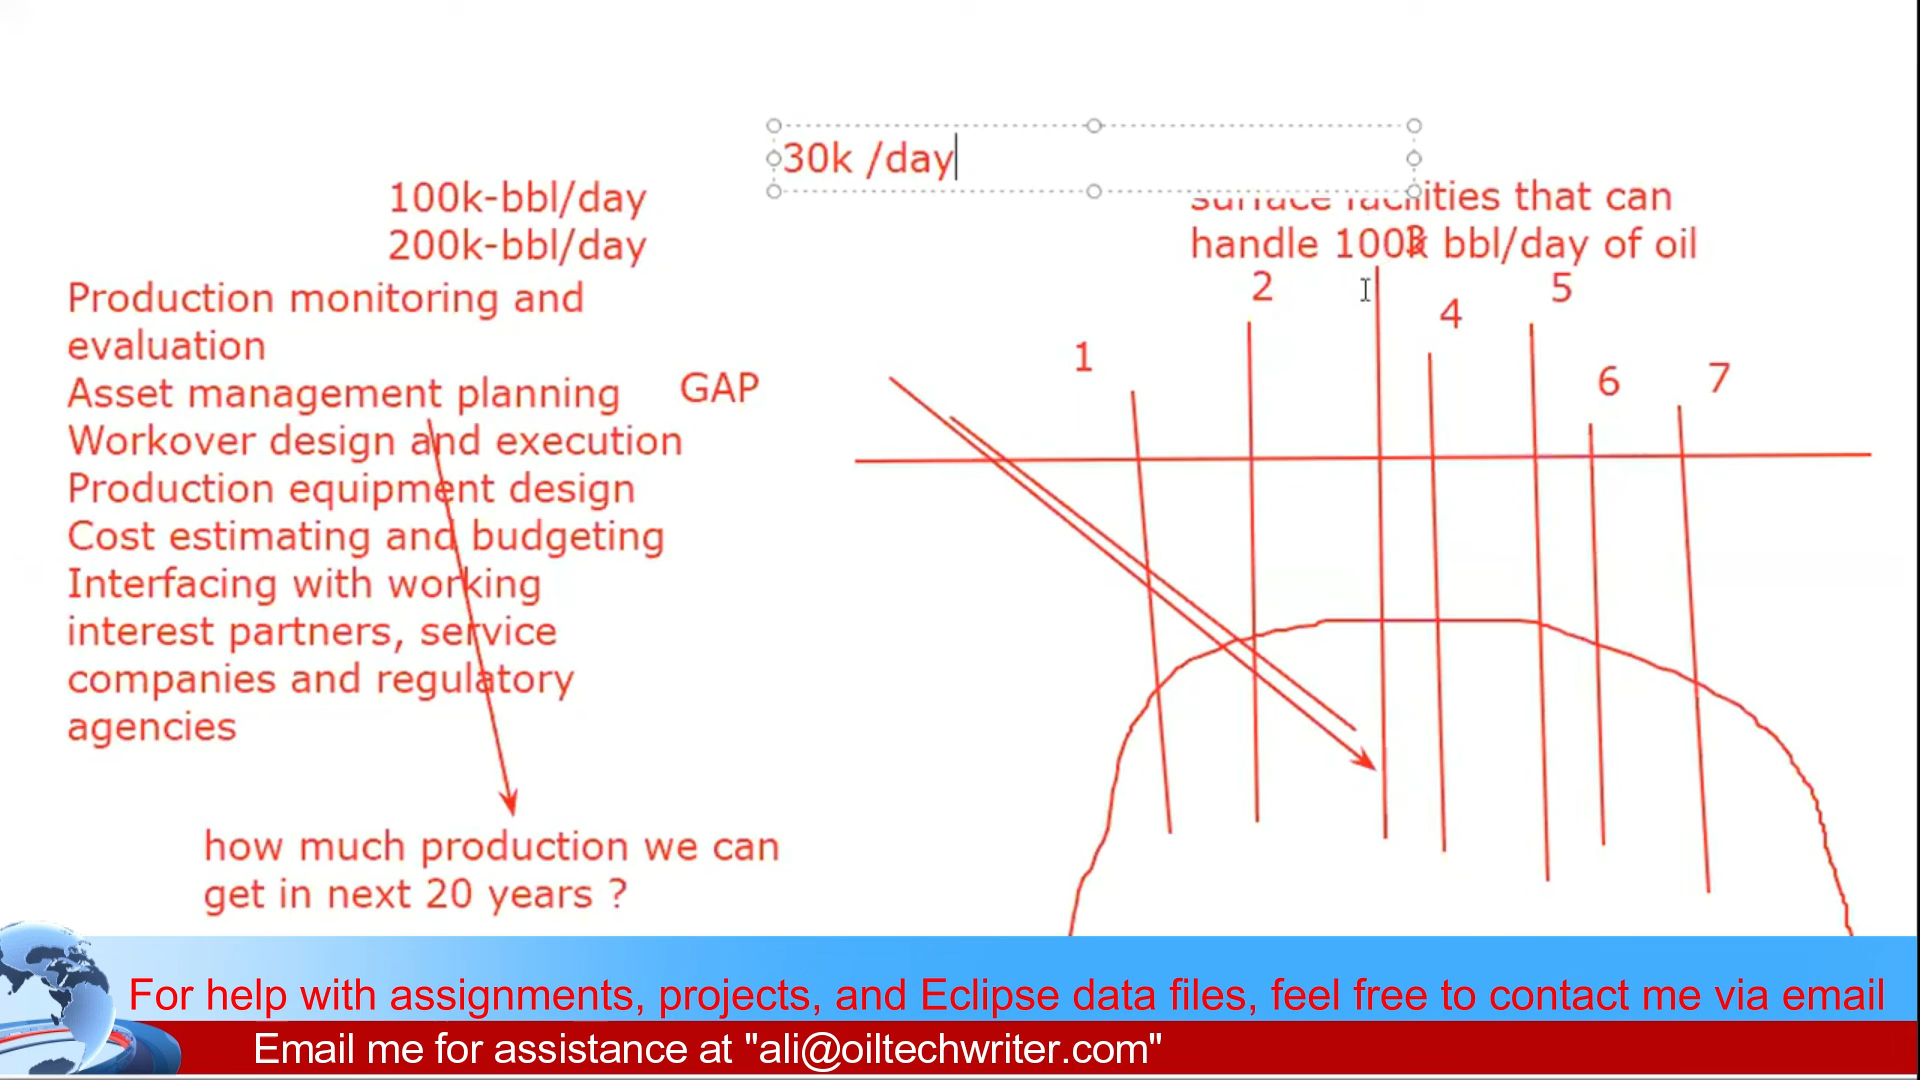 30k /day
100k-bbl/day
200k-bbl/day
surface facilities that can
handle 100k bbl/day of oil
Production monitoring and
evaluation
Asset management planning
Workover design and execution
Production equipment design
Cost estimating and budgeting
Interfacing with working
interest partners, service
companies and regulatory
agencies
GAP
1
2
3
4
5
6
7
how much production we can
get in next 20 years ?
For help with assignments, projects, and Eclipse data files, feel free to contact me via email
Email me for assistance at "ali@oiltechwriter.com"